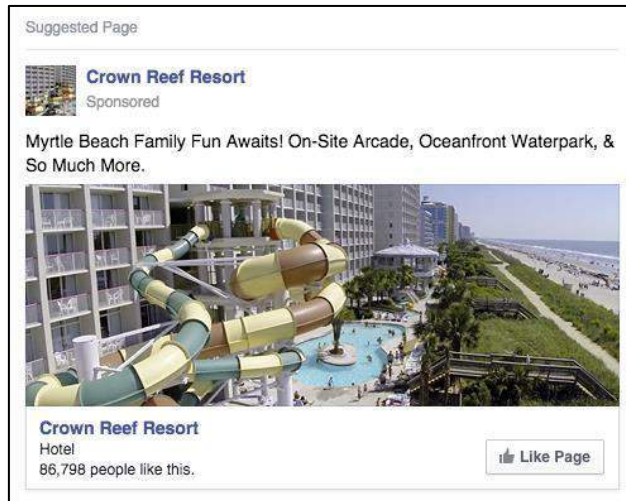 Suggested Page
Crown Reef Resort
Sponsored
Myrtle Beach Family Fun Awaits! On-Site Arcade, Oceanfront Waterpark, &
So Much More.
Crown Reef Resort
Hotel
86,798 people like this.
Like Page